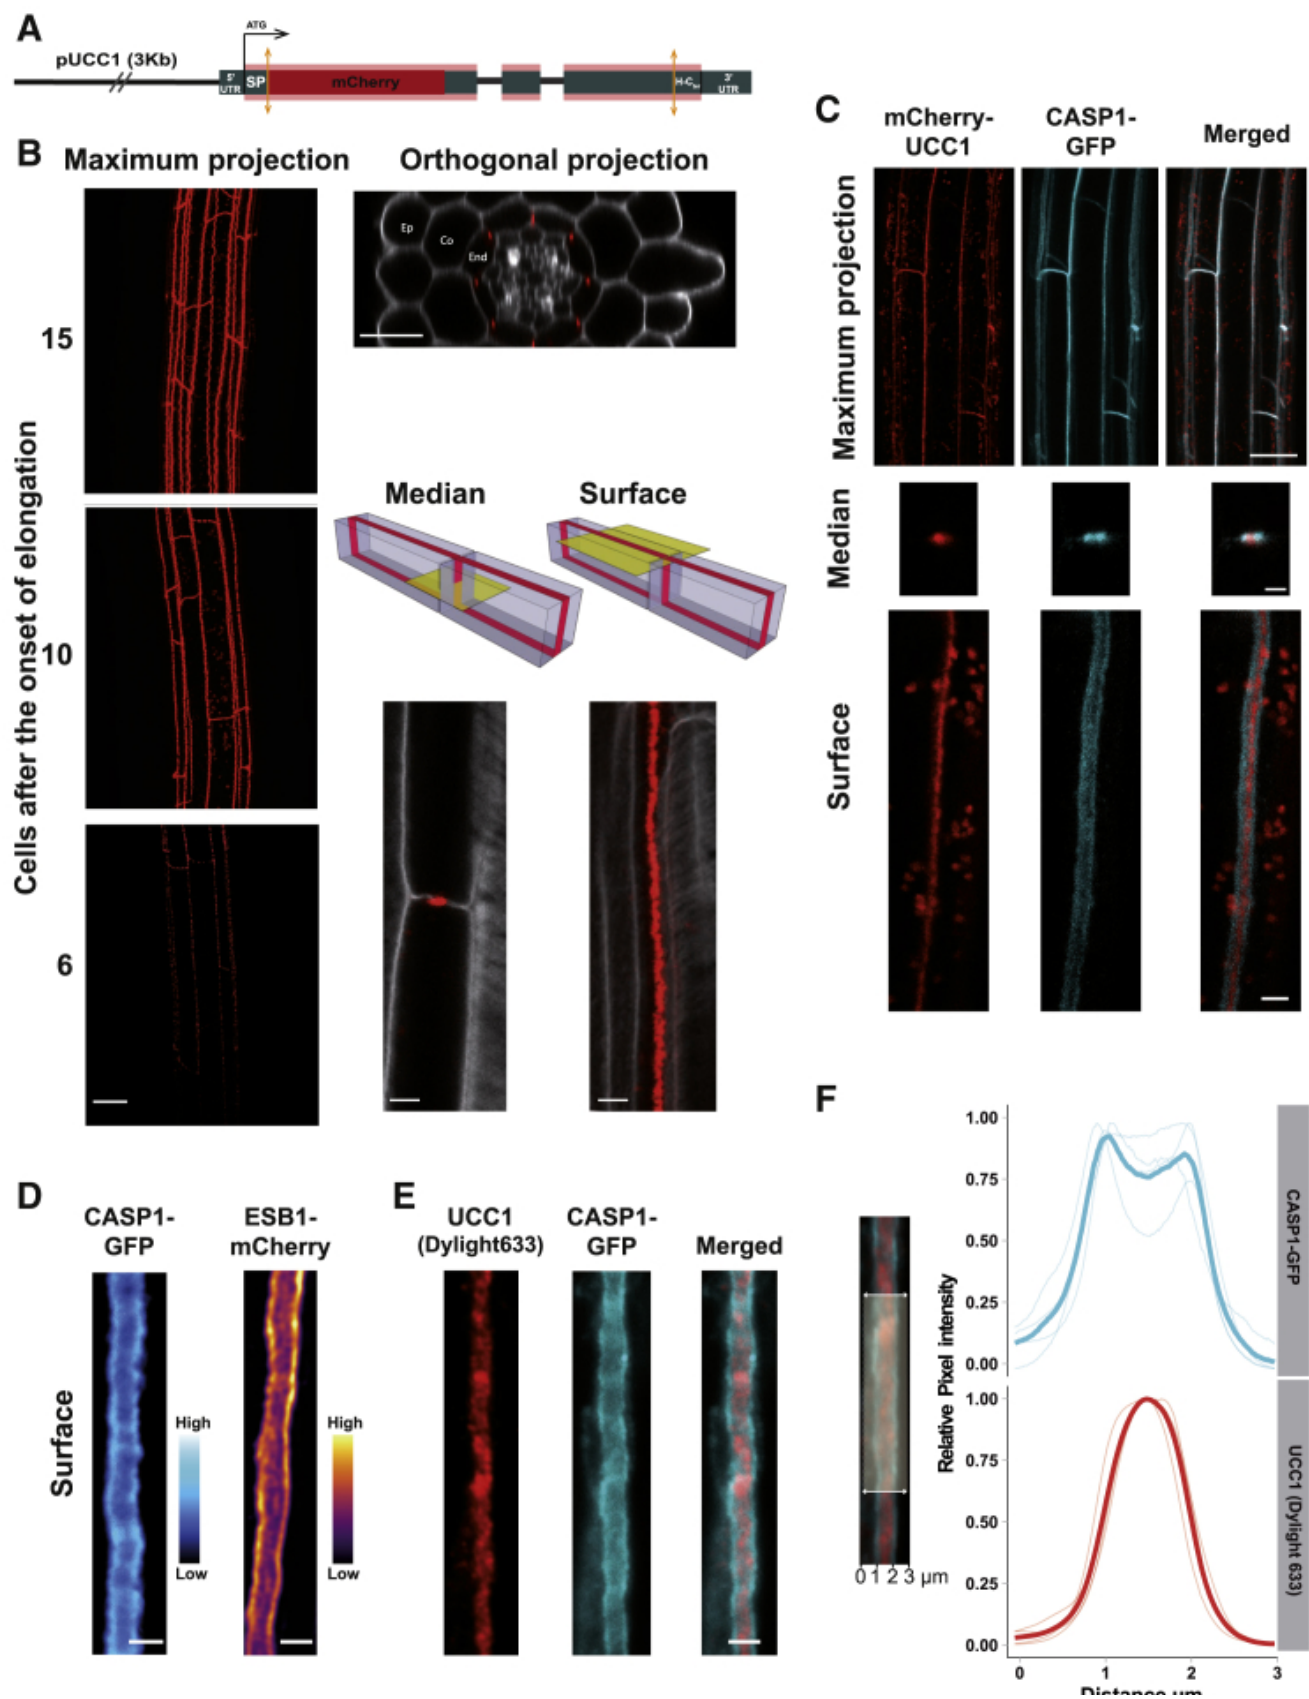 A
ATG
pUCC1 (3Kb)
5'
UTR
SP
mCherry
3'
UTR
B
Maximum projection
Orthogonal projection
Ep
Co
End
15
10
6
Cells after the onset of elongation
Median
Surface
C
mCherry-
UCC1
CASP1-
GFP
Merged
Maximum projection
Median
Surface
D
CASP1-
GFP
ESB1-
mCherry
Surface
High
Low
High
Low
E
UCC1
(Dylight633)
CASP1-
GFP
Merged
F
0 1 2 3 μm
Relative Pixel intensity
1.00
0.75
0.50
0.25
0.00
CASP1-GFP
1.00
0.75
0.50
0.25
0.00
UCC1 (Dylight 633)
0 1 2 3
Distance μm